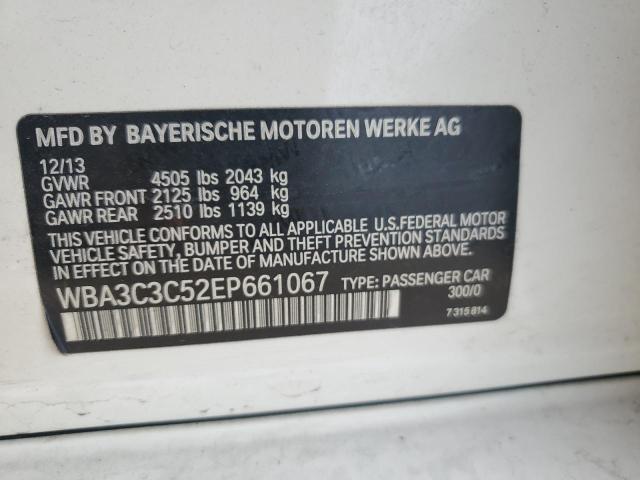 MFD BY BAYERISCHE MOTOREN WERKE AG
12/13
GVWR 4505 lbs 2043 kg
GAWR FRONT 2125 lbs 964 kg
GAWR REAR 2510 lbs 1139 kg
THIS VEHICLE CONFORMS TO ALL APPLICABLE U.S.FEDERAL MOTOR
VEHICLE SAFETY, BUMPER AND THEFT PREVENTION STANDARDS
IN EFFECT ON THE DATE OF MANUFACTURE SHOWN ABOVE.
WBA3C3C52EP661067 TYPE: PASSENGER CAR
300/0
7315814